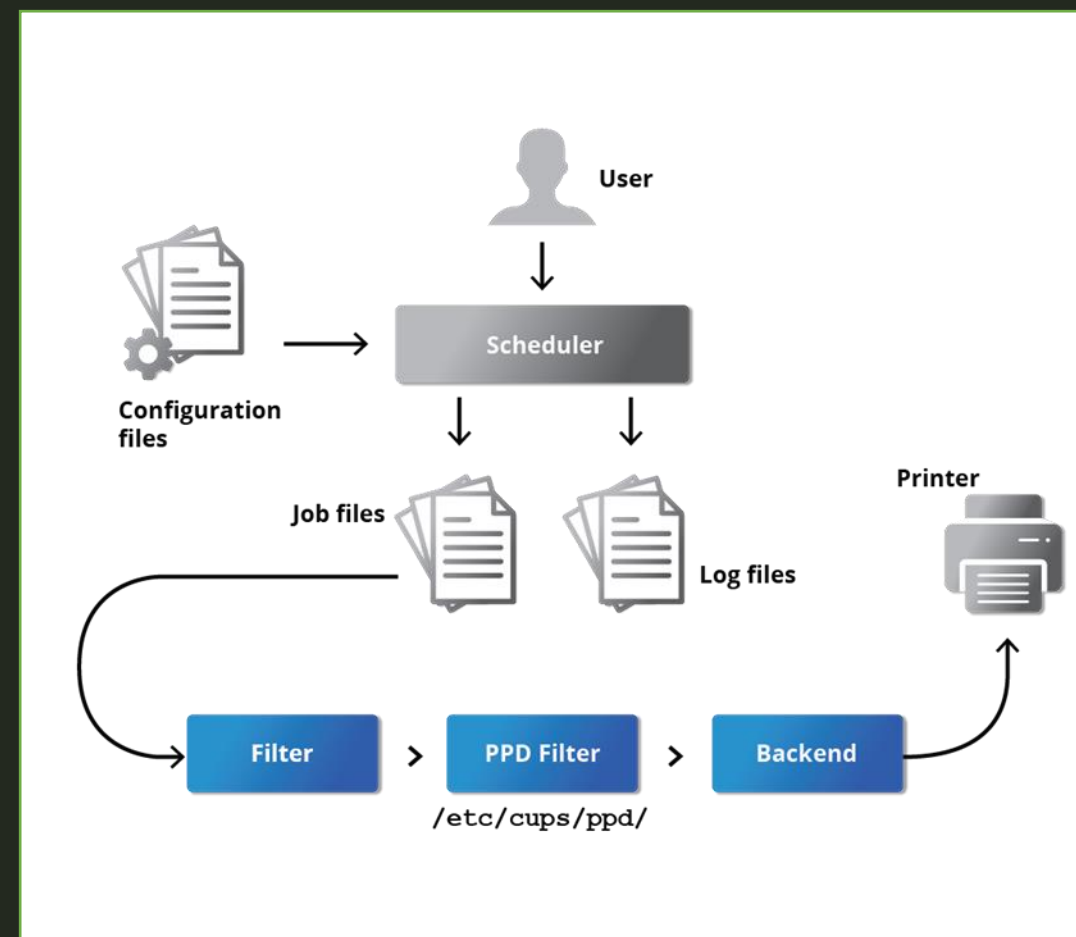 User
Scheduler
Configuration
files
Job files
Log files
Printer
Filter
PPD Filter
Backend
/etc/cups/ppd/